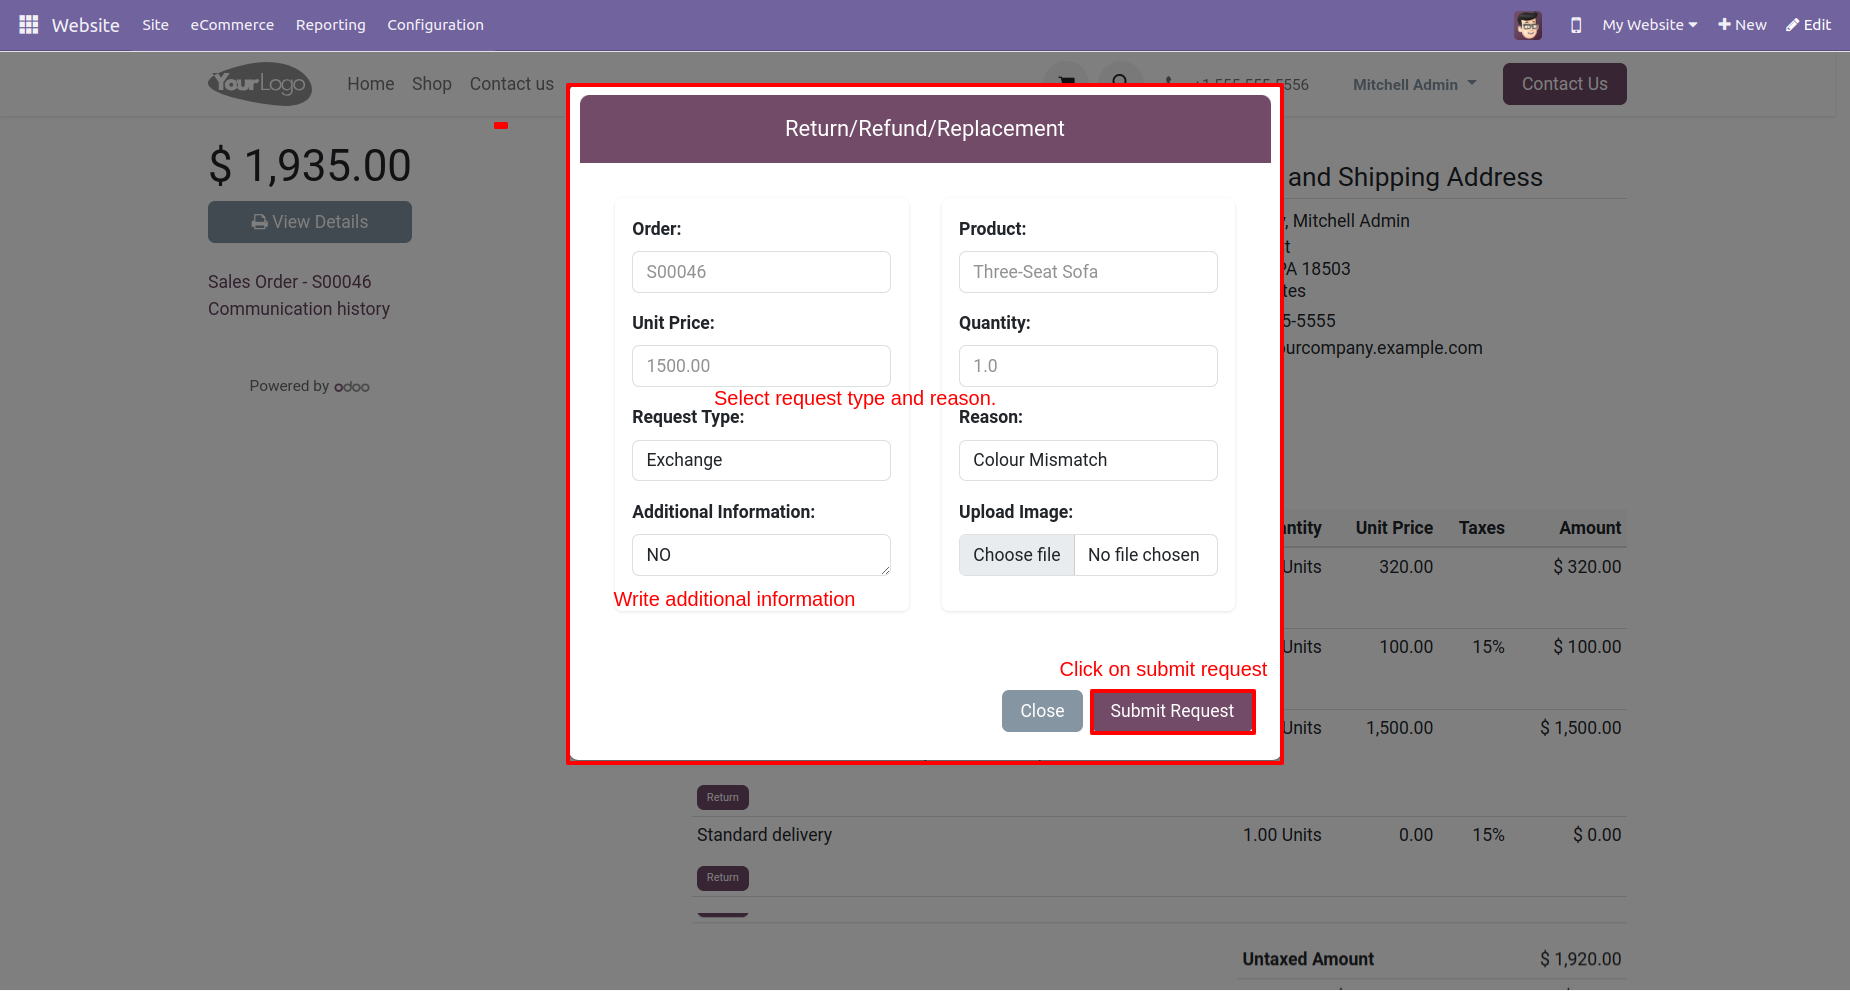 Website Site eCommerce Reporting Configuration My Website New Edit
YourLogo Home Shop Contact us 5556 Mitchell Admin Contact Us
Return/Refund/Replacement
$ 1,935.00
and Shipping Address
View Details
, Mitchell Admin
Order: Product:
S00046 Three-Seat Sofa
PA 18503
Sales Order - S00046
Communication history
Unit Price: Quantity:
5-5555
ourcompany.example.com
1500.00 1.0
Powered by odoo
Select request type and reason.
Request Type: Reason:
Exchange Colour Mismatch
Additional Information: Upload Image:
Unit Price Taxes Amount
NO Choose file No file chosen
Units 320.00 $ 320.00
Write additional information
Units 100.00 15% $ 100.00
Click on submit request
Close Submit Request
Units 1,500.00 $ 1,500.00
Return
Standard delivery 1.00 Units 0.00 15% $ 0.00
Return
Untaxed Amount $ 1,920.00